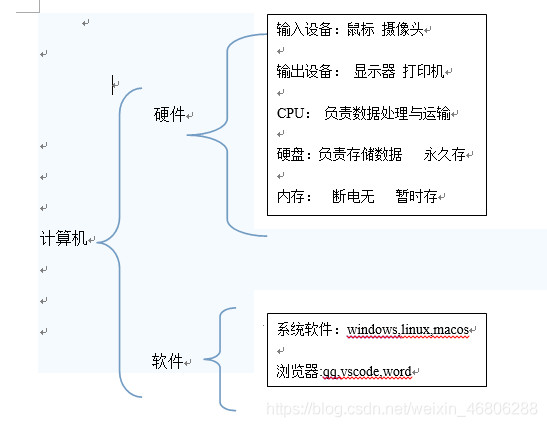 输入设备：鼠标 摄像头
输出设备： 显示器 打印机
硬件
CPU： 负责数据处理与运输
硬盘：负责存储数据 永久存
内存： 断电无 暂时存
计算机
系统软件：windows,linux,macos
软件
浏览器:qq,vscode,word
https://blog.csdn.net/weixin_46806288